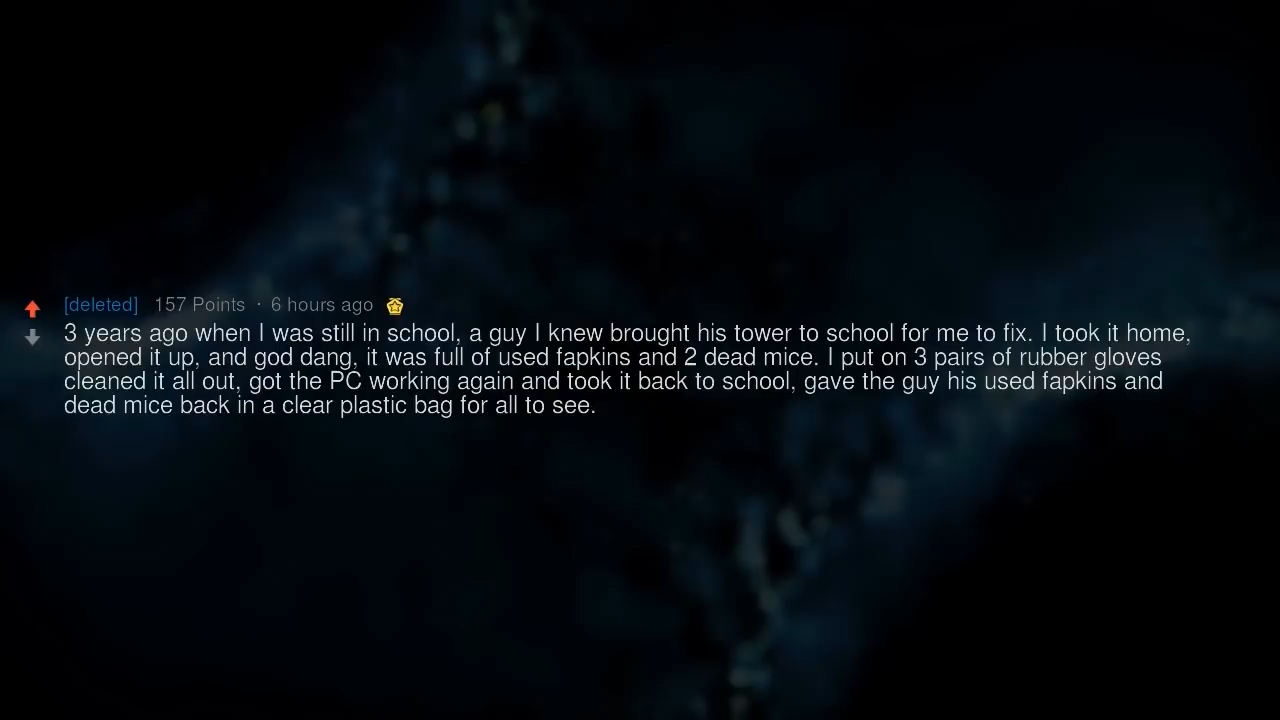 [deleted] 157 Points · 6 hours ago
3 years ago when I was still in school, a guy I knew brought his tower to school for me to fix. I took it home,
opened it up, and god dang, it was full of used fapkins and 2 dead mice. I put on 3 pairs of rubber gloves
cleaned it all out, got the PC working again and took it back to school, gave the guy his used fapkins and
dead mice back in a clear plastic bag for all to see.